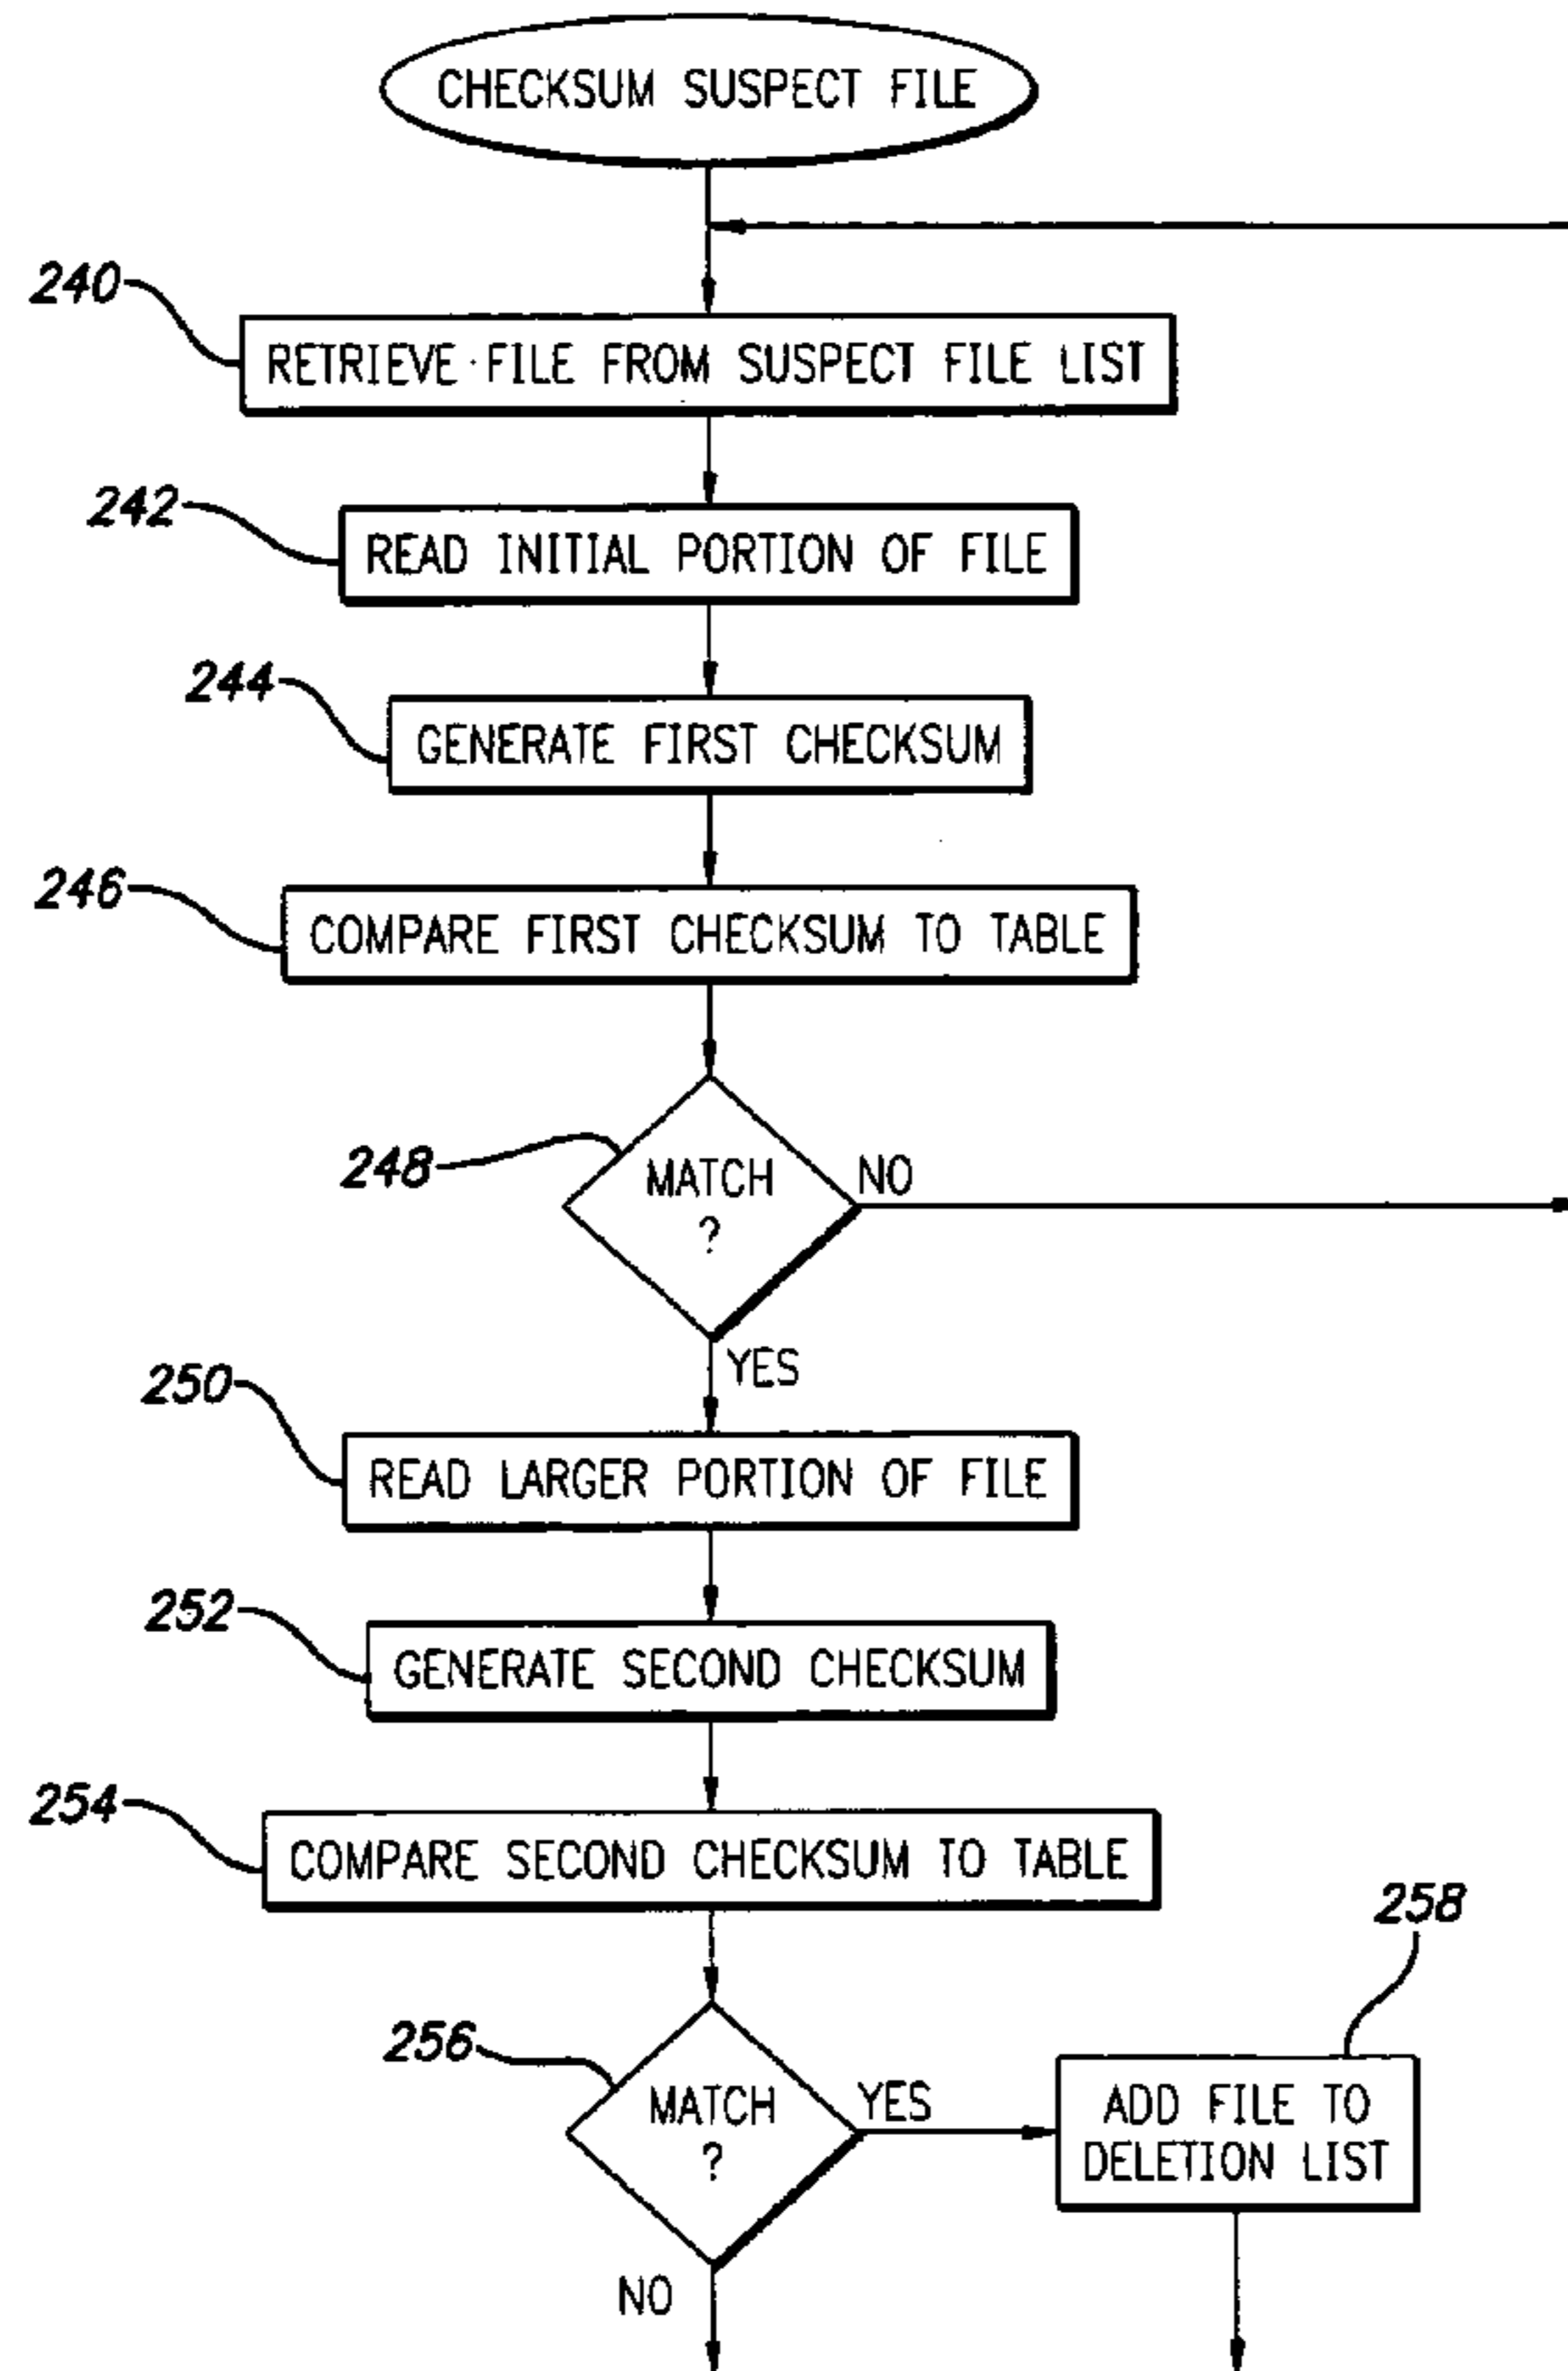 CHECKSUM SUSPECT FILE
240
RETRIEVE FILE FROM SUSPECT FILE LIST
242
READ INITIAL PORTION OF FILE
244
GENERATE FIRST CHECKSUM
246
COMPARE FIRST CHECKSUM TO TABLE
248
MATCH
?
NO
YES
250
READ LARGER PORTION OF FILE
252
GENERATE SECOND CHECKSUM
254
COMPARE SECOND CHECKSUM TO TABLE
256
MATCH
?
YES
258
ADD FILE TO
DELETION LIST
NO